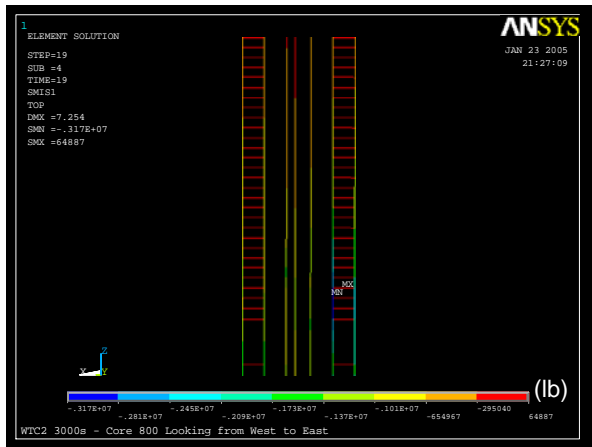 1
ANSYS
ELEMENT SOLUTION
JAN 23 2005
21:27:09
STEP=19
SUB =4
TIME=19
SMIS1
TOP
DMX =7.254
SMN =-.317E+07
SMX =64887
MX
MN
Z
X Y
(lb)
-.317E+07 -.245E+07 -.173E+07 -.101E+07 -295040
-.281E+07 -.209E+07 -.137E+07 -654967 64887
WTC2 3000s - Core 800 Looking from West to East